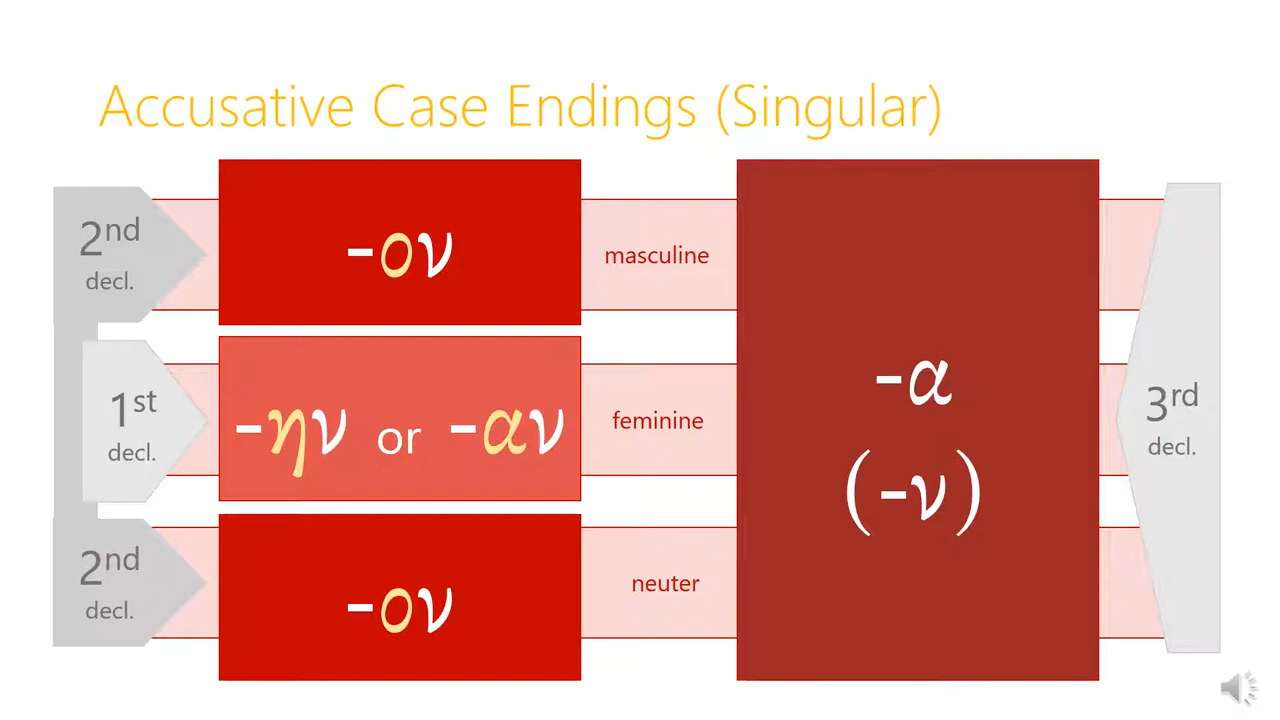 Accusative Case Endings (Singular)
2nd decl.
-ον
masculine
1st decl.
-ην or -αν
feminine
2nd decl.
-ον
neuter
-α
(-ν)
3rd decl.